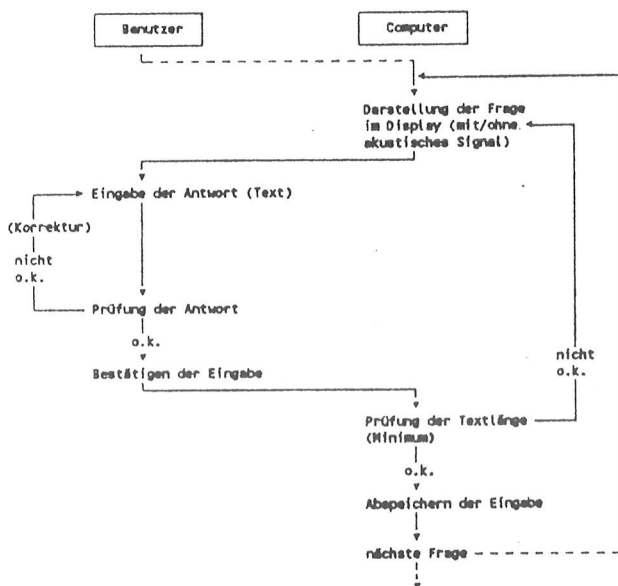 Benutzer
Computer
Darstellung der Frage
im Display (mit/ohne
akustisches Signal)
Eingabe der Antwort (Text)
(Korrektur)
nicht
o.k.
Prüfung der Antwort
o.k.
Bestätigen der Eingabe
nicht
o.k.
Prüfung der Textlänge
(Minimum)
o.k.
Abspeichern der Eingabe
nächste Frage